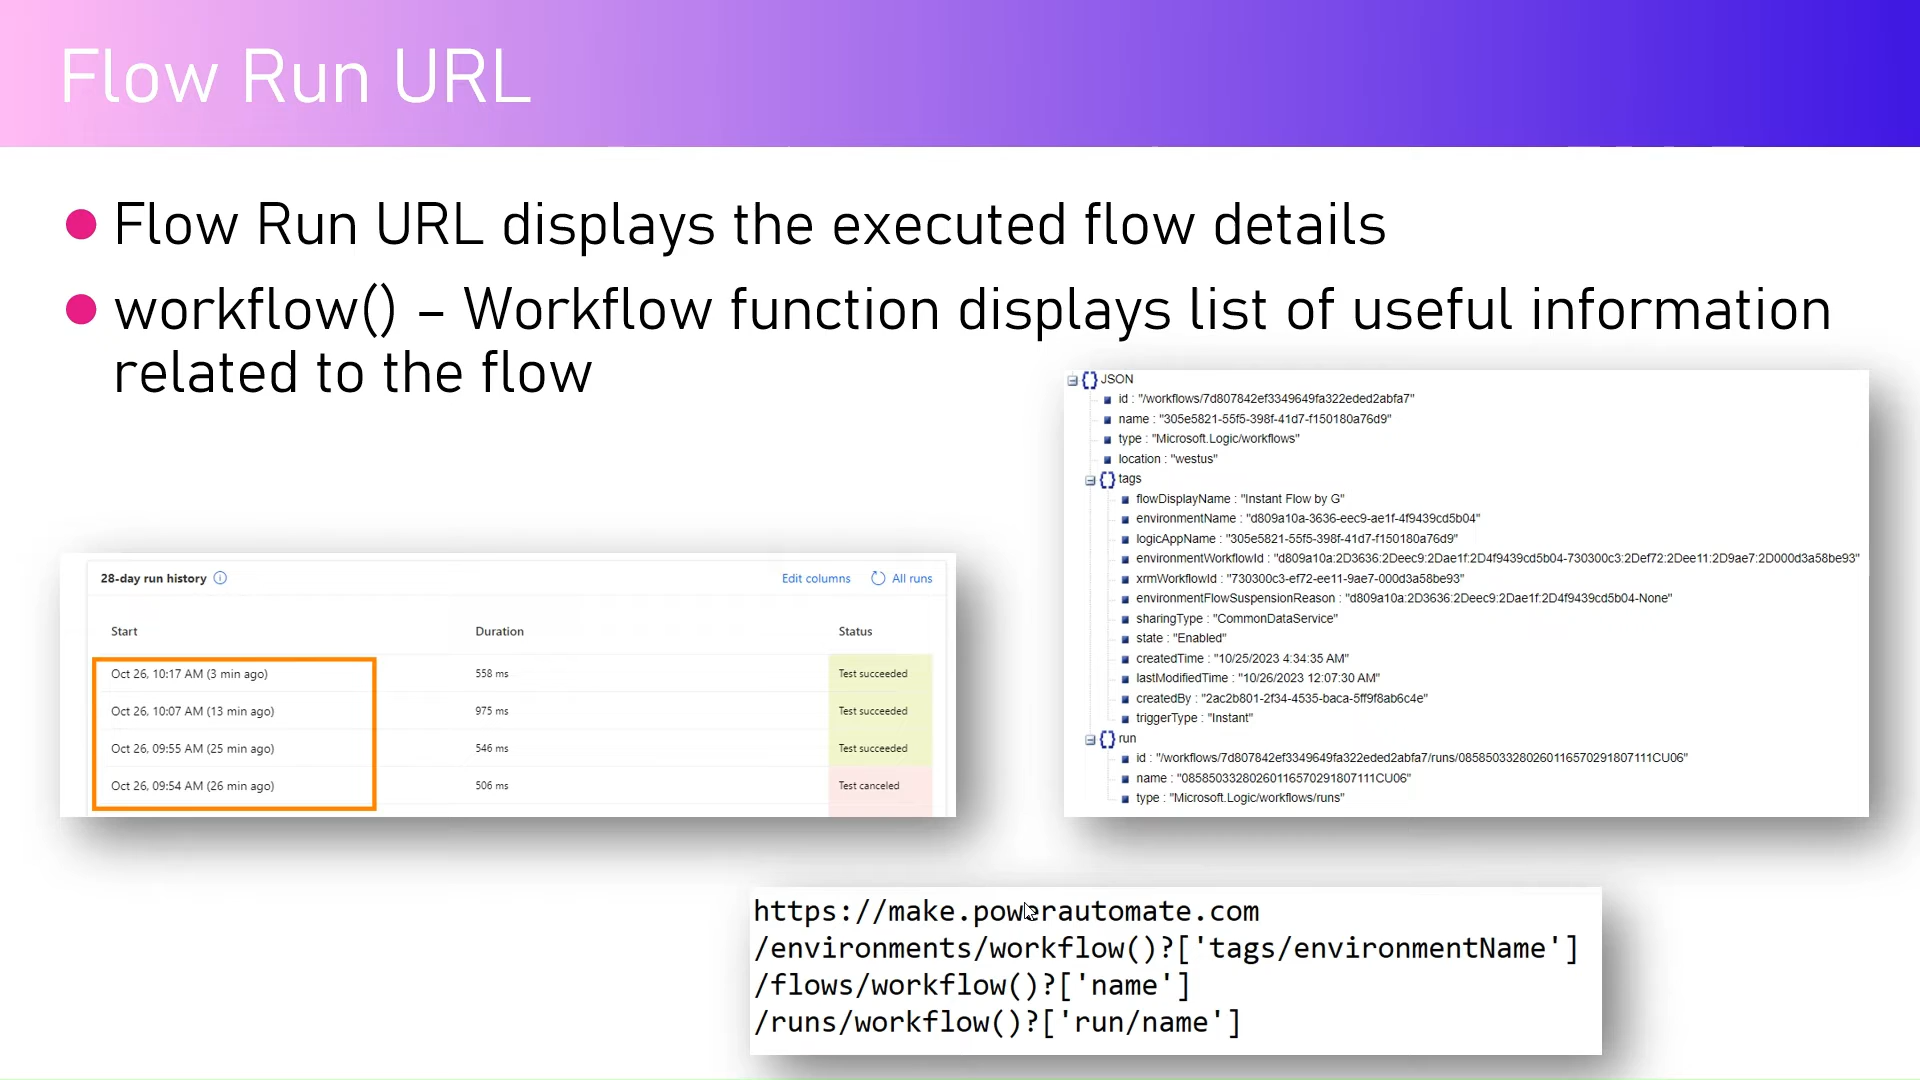 Flow Run URL
Flow Run URL displays the executed flow details
workflow() – Workflow function displays list of useful information
related to the flow
28-day run history
Edit columns
All runs
Start Duration Status
Oct 26, 10:17 AM (3 min ago) 558 ms Test succeeded
Oct 26, 10:07 AM (13 min ago) 975 ms Test succeeded
Oct 26, 09:55 AM (25 min ago) 546 ms Test succeeded
Oct 26, 09:54 AM (26 min ago) 506 ms Test canceled
JSON
id : "/workflows/7d807842ef3349649fa322eded2abfa7"
name : "305e5821-55f5-398f-41d7-f150180a76d9"
type : "Microsoft.Logic/workflows"
location : "westus"
tags
flowDisplayName : "Instant Flow by G"
environmentName : "d809a10a-3636-eec9-ae1f-4f9439cd5b04"
logicAppName : "305e5821-55f5-398f-41d7-f150180a76d9"
environmentWorkflowId : "d809a10a:2D3636:2Deec9:2Dae1f:2D4f9439cd5b04-730300c3:2Def72:2Dee11:2D9ae7:2D000d3a58be93"
xrmWorkflowId : "730300c3-ef72-ee11-9ae7-000d3a58be93"
environmentFlowSuspensionReason : "d809a10a:2D3636:2Deec9:2Dae1f:2D4f9439cd5b04-None"
sharingType : "CommonDataService"
state : "Enabled"
createdTime : "10/25/2023 4:34:35 AM"
lastModifiedTime : "10/26/2023 12:07:30 AM"
createdBy : "2ac2b801-2f34-4535-baca-5ff9f8ab6c4e"
triggerType : "Instant"
run
id : "/workflows/7d807842ef3349649fa322eded2abfa7/runs/08585033280260116570291807111CU06"
name : "08585033280260116570291807111CU06"
type : "Microsoft.Logic/workflows/runs"
https://make.powerautomate.com
/environments/workflow()?['tags/environmentName']
/flows/workflow()?['name']
/runs/workflow()?['run/name']